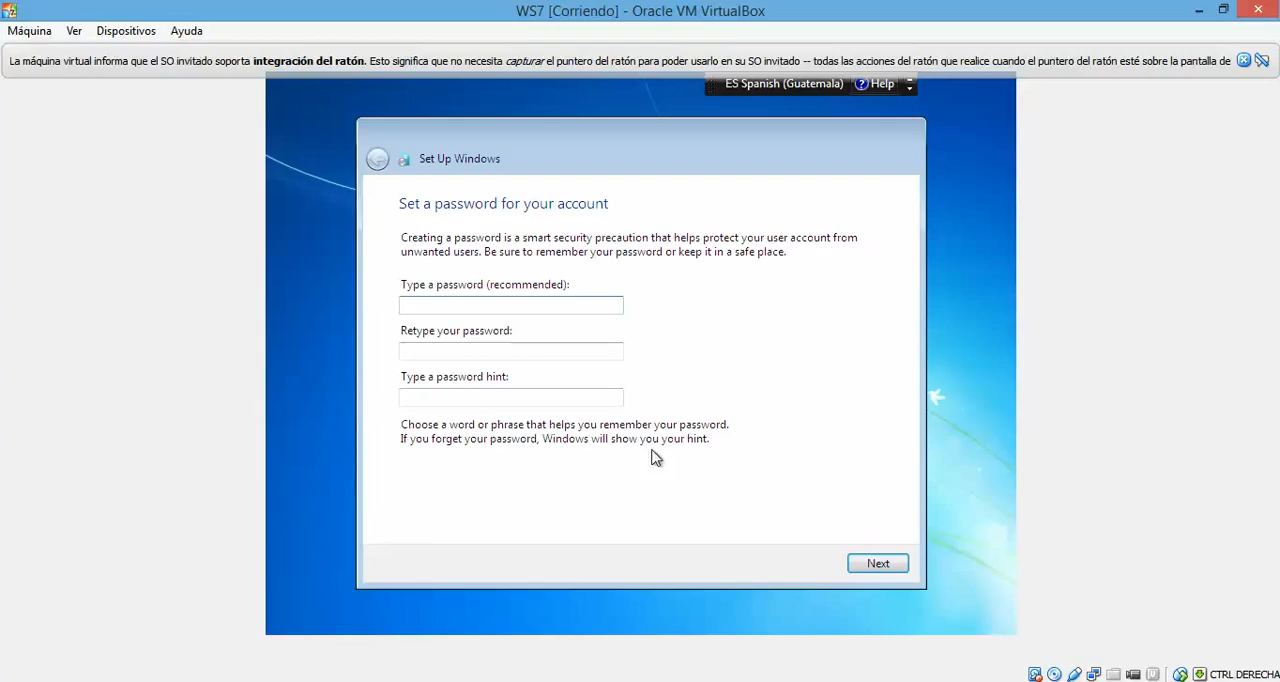 WS7 [Corriendo] - Oracle VM VirtualBox
Máquina Ver Dispositivos Ayuda
La máquina virtual informa que el SO invitado soporta integración del ratón. Esto significa que no necesita capturar el puntero del ratón para poder usarlo en su SO invitado -- todas las acciones del ratón que realice cuando el puntero del ratón esté sobre la pantalla de
ES Spanish (Guatemala) Help
Set Up Windows
Set a password for your account
Creating a password is a smart security precaution that helps protect your user account from
unwanted users. Be sure to remember your password or keep it in a safe place.
Type a password (recommended):
Retype your password:
Type a password hint:
Choose a word or phrase that helps you remember your password.
If you forget your password, Windows will show you your hint.
Next
CTRL DERECHA